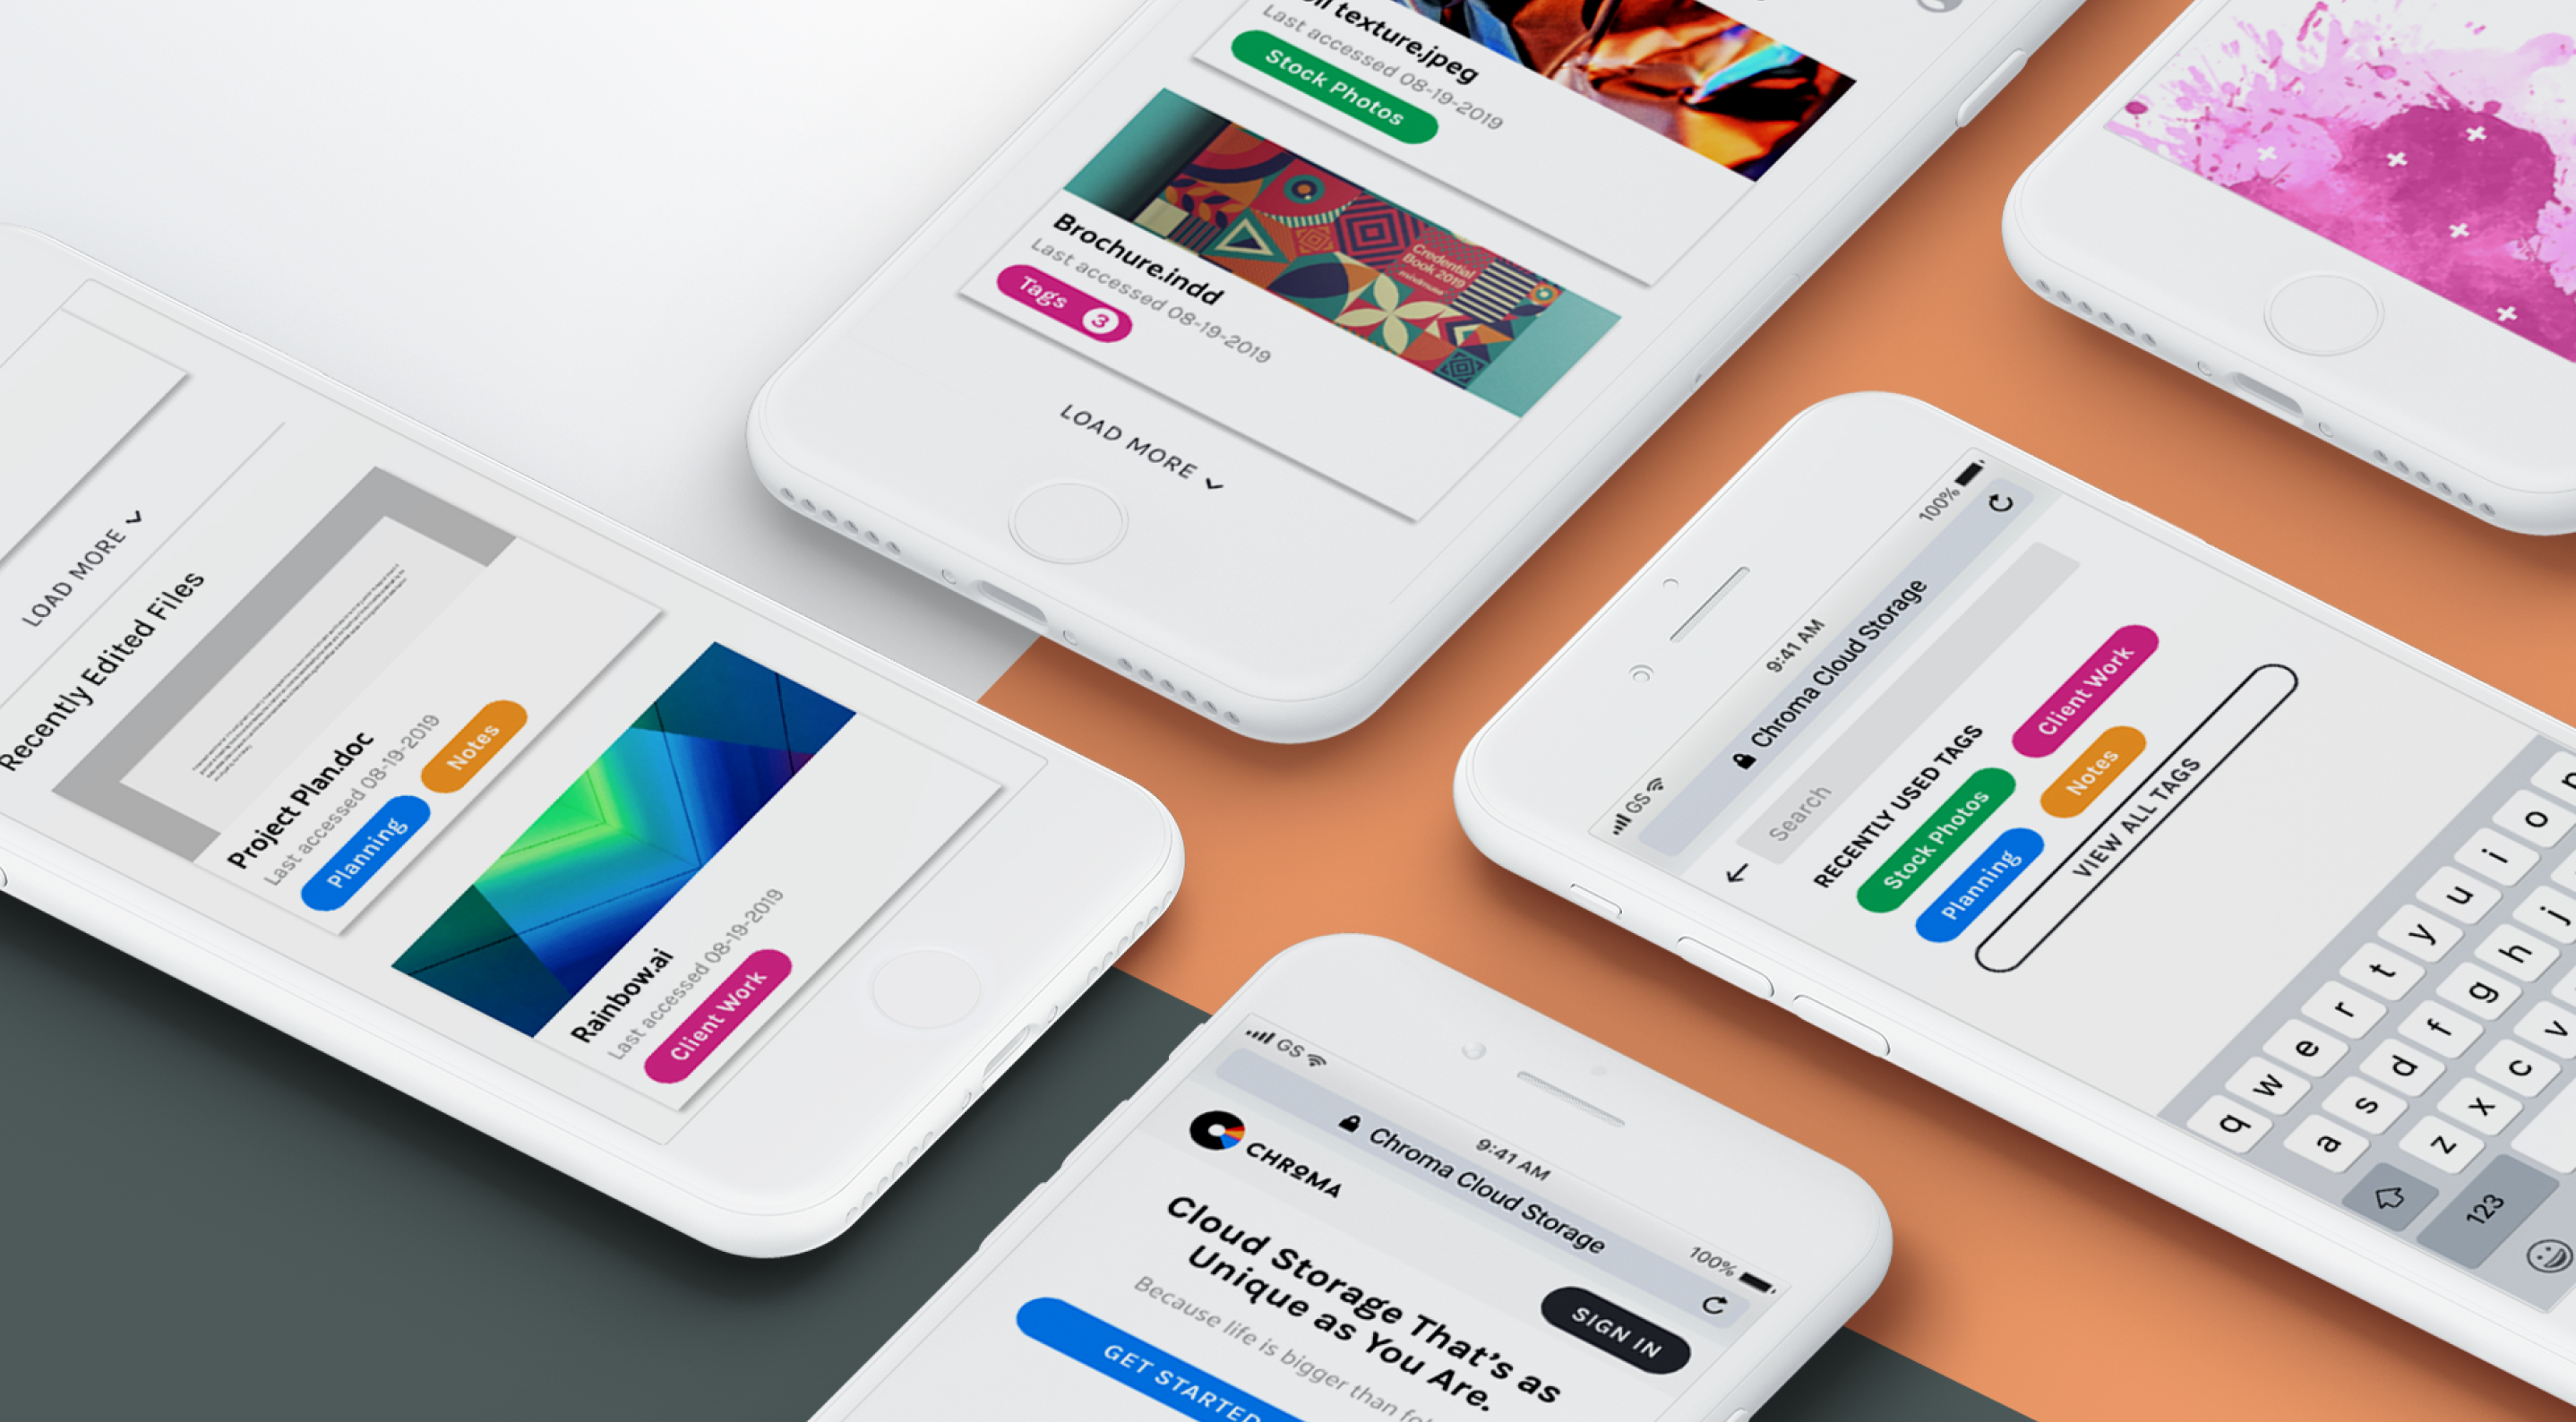 texture.jpeg
Last accessed 08-19-2019
Stock Photos
Credential
Book 2019
Brochure.indd
Last accessed 08-19-2019
Tags 3
LOAD MORE
LOAD MORE
Recently Edited Files
Project Plan.doc
Last accessed 08-19-2019
Planning
Notes
Rainbow.ai
Last accessed 08-19-2019
Client Work
GS
9:41 AM
100%
Chroma Cloud Storage
Search
RECENTLY USED TAGS
Stock Photos
Client Work
Planning
Notes
VIEW ALL TAGS
q w e r t y u i o p
a s d f g h j
z x c v
123
GS
9:41 AM
100%
Chroma Cloud Storage
CHROMA
SIGN IN
Cloud Storage That's as
Unique as You Are.
Because life is bigger than
GET STARTED